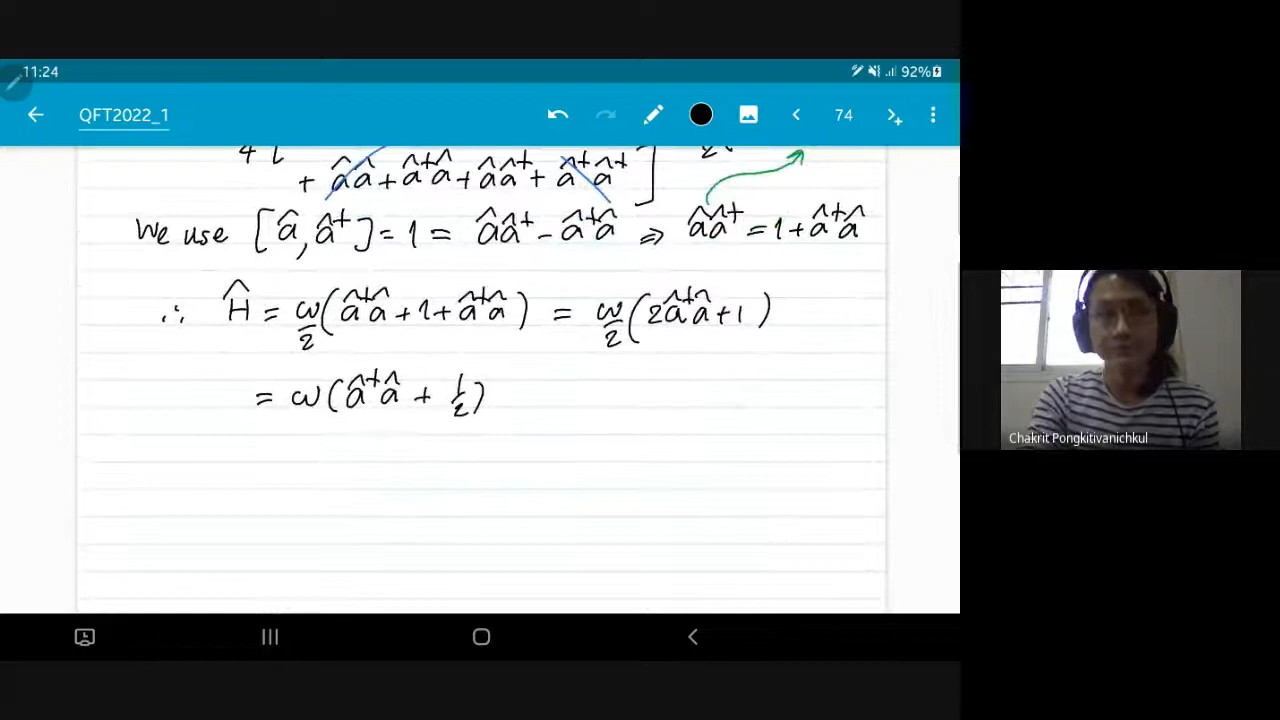 11:24
92%
QFT2022_1
74
+ ââ + â†â + ââ† + â†â† ]
We use [â, â†] = 1 = ââ† - â†â ⇒ ââ† = 1 + â†â
∴ Ĥ = ω/2 (â†â + 1 + â†â) = ω/2 (2â†â + 1)
= ω(â†â + 1/2)
Chakrit Pongkitivanichkul